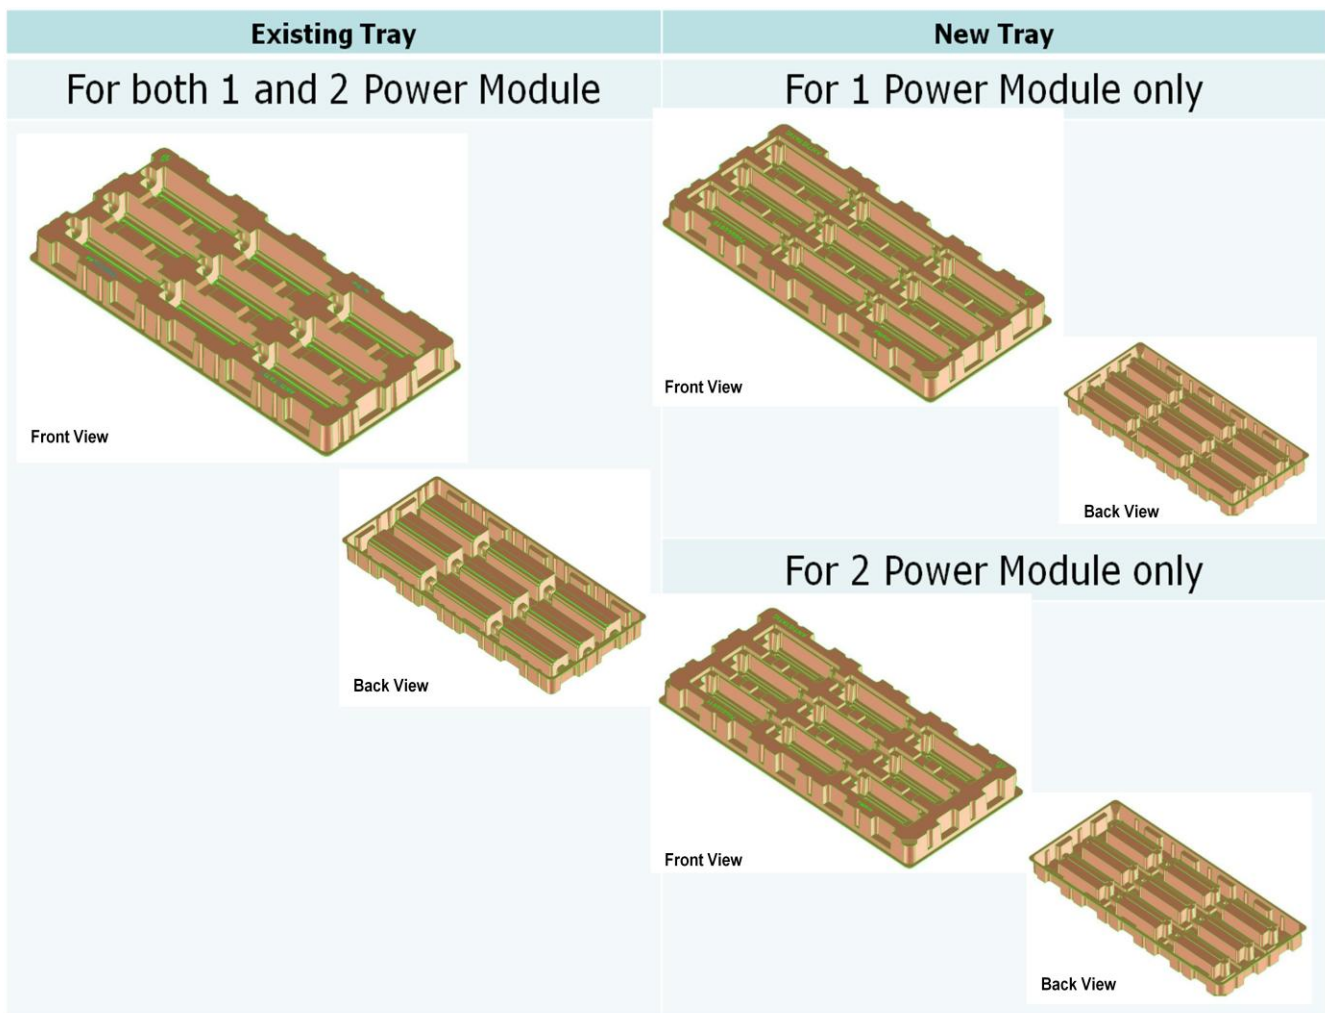 Existing Tray
New Tray
For both 1 and 2 Power Module
For 1 Power Module only
Front View
Back View
Front View
Back View
For 2 Power Module only
Front View
Back View